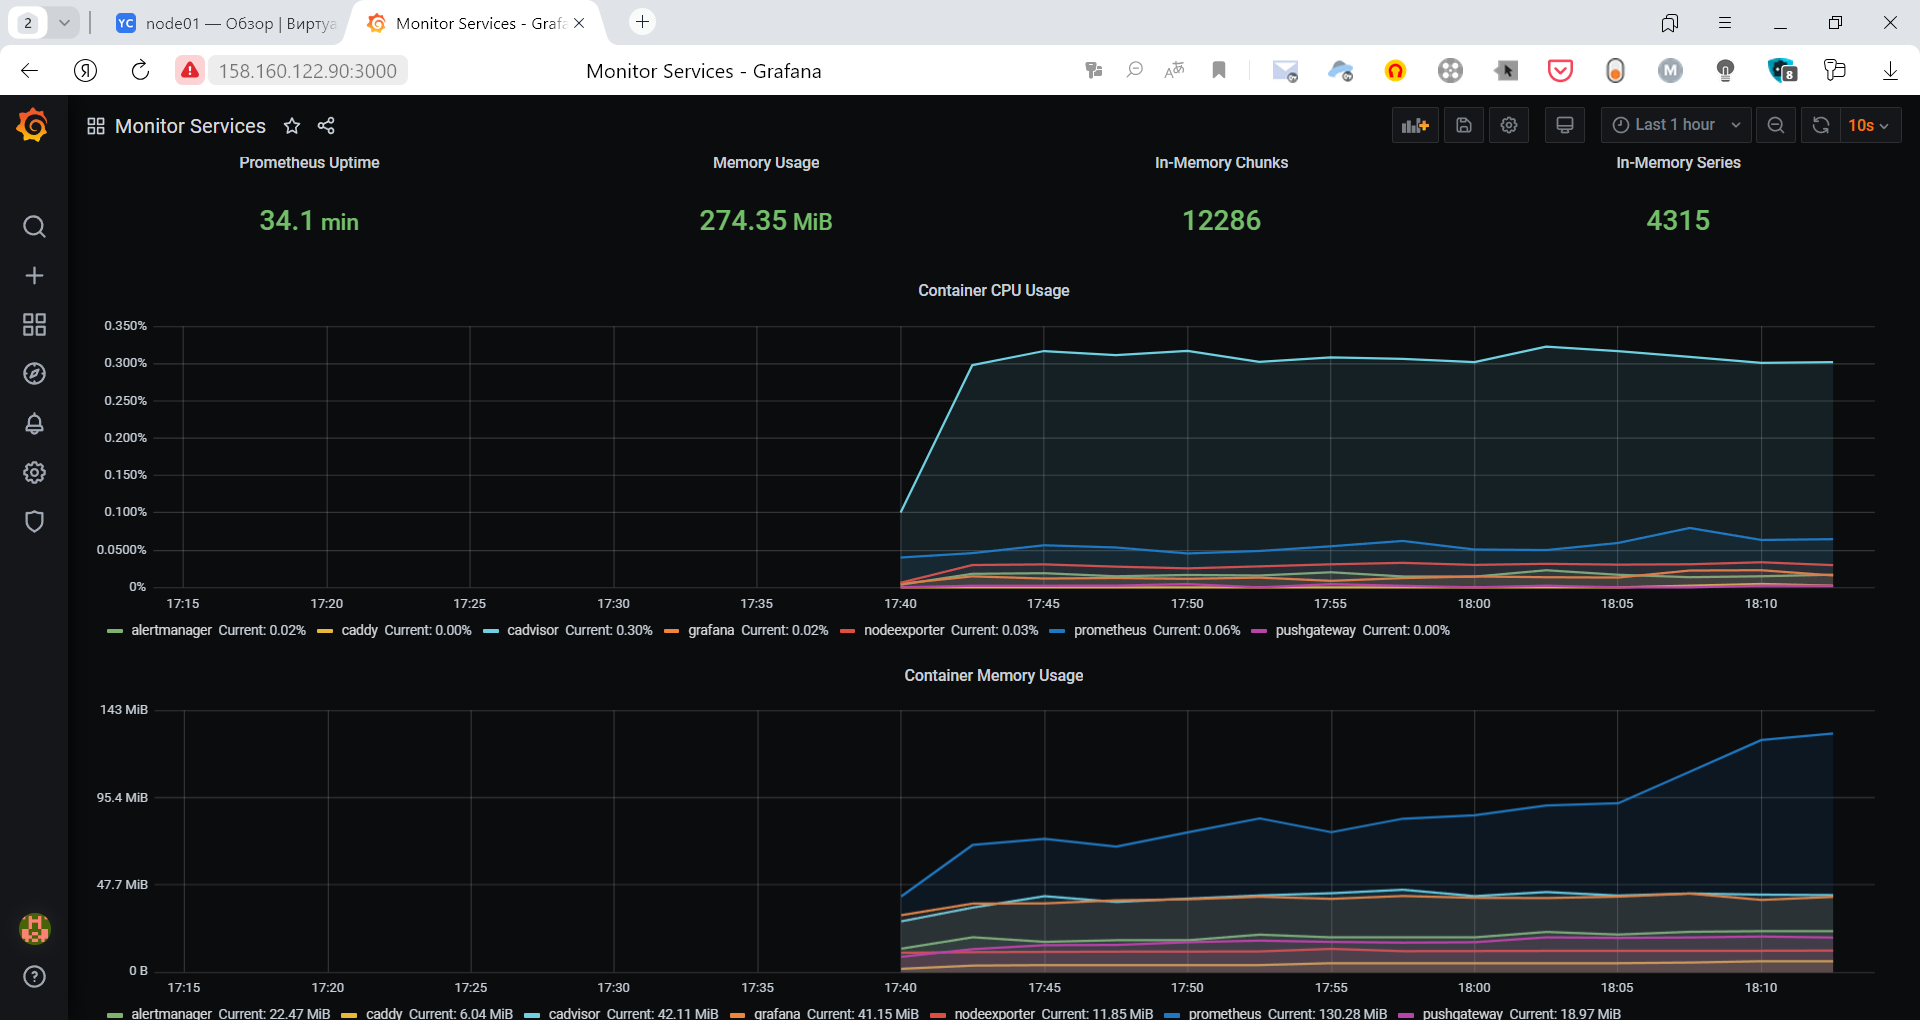 2
YC node01 — Обзор | Виртуа
Monitor Services - Grafa
158.160.122.90:3000
Monitor Services - Grafana
M
8
Monitor Services
Last 1 hour
10s
Prometheus Uptime
Memory Usage
In-Memory Chunks
In-Memory Series
34.1 min
274.35 MiB
12286
4315
Container CPU Usage
0.350%
0.300%
0.250%
0.200%
0.150%
0.100%
0.0500%
0%
17:15 17:20 17:25 17:30 17:35 17:40 17:45 17:50 17:55 18:00 18:05 18:10
alertmanager Current: 0.02% caddy Current: 0.00% cadvisor Current: 0.30% grafana Current: 0.02% nodeexporter Current: 0.03% prometheus Current: 0.06% pushgateway Current: 0.00%
Container Memory Usage
143 MiB
95.4 MiB
47.7 MiB
0 B
17:15 17:20 17:25 17:30 17:35 17:40 17:45 17:50 17:55 18:00 18:05 18:10
alertmanager Current: 22.47 MiB caddy Current: 6.04 MiB cadvisor Current: 42.11 MiB grafana Current: 41.15 MiB nodeexporter Current: 11.85 MiB prometheus Current: 130.28 MiB pushgateway Current: 18.97 MiB